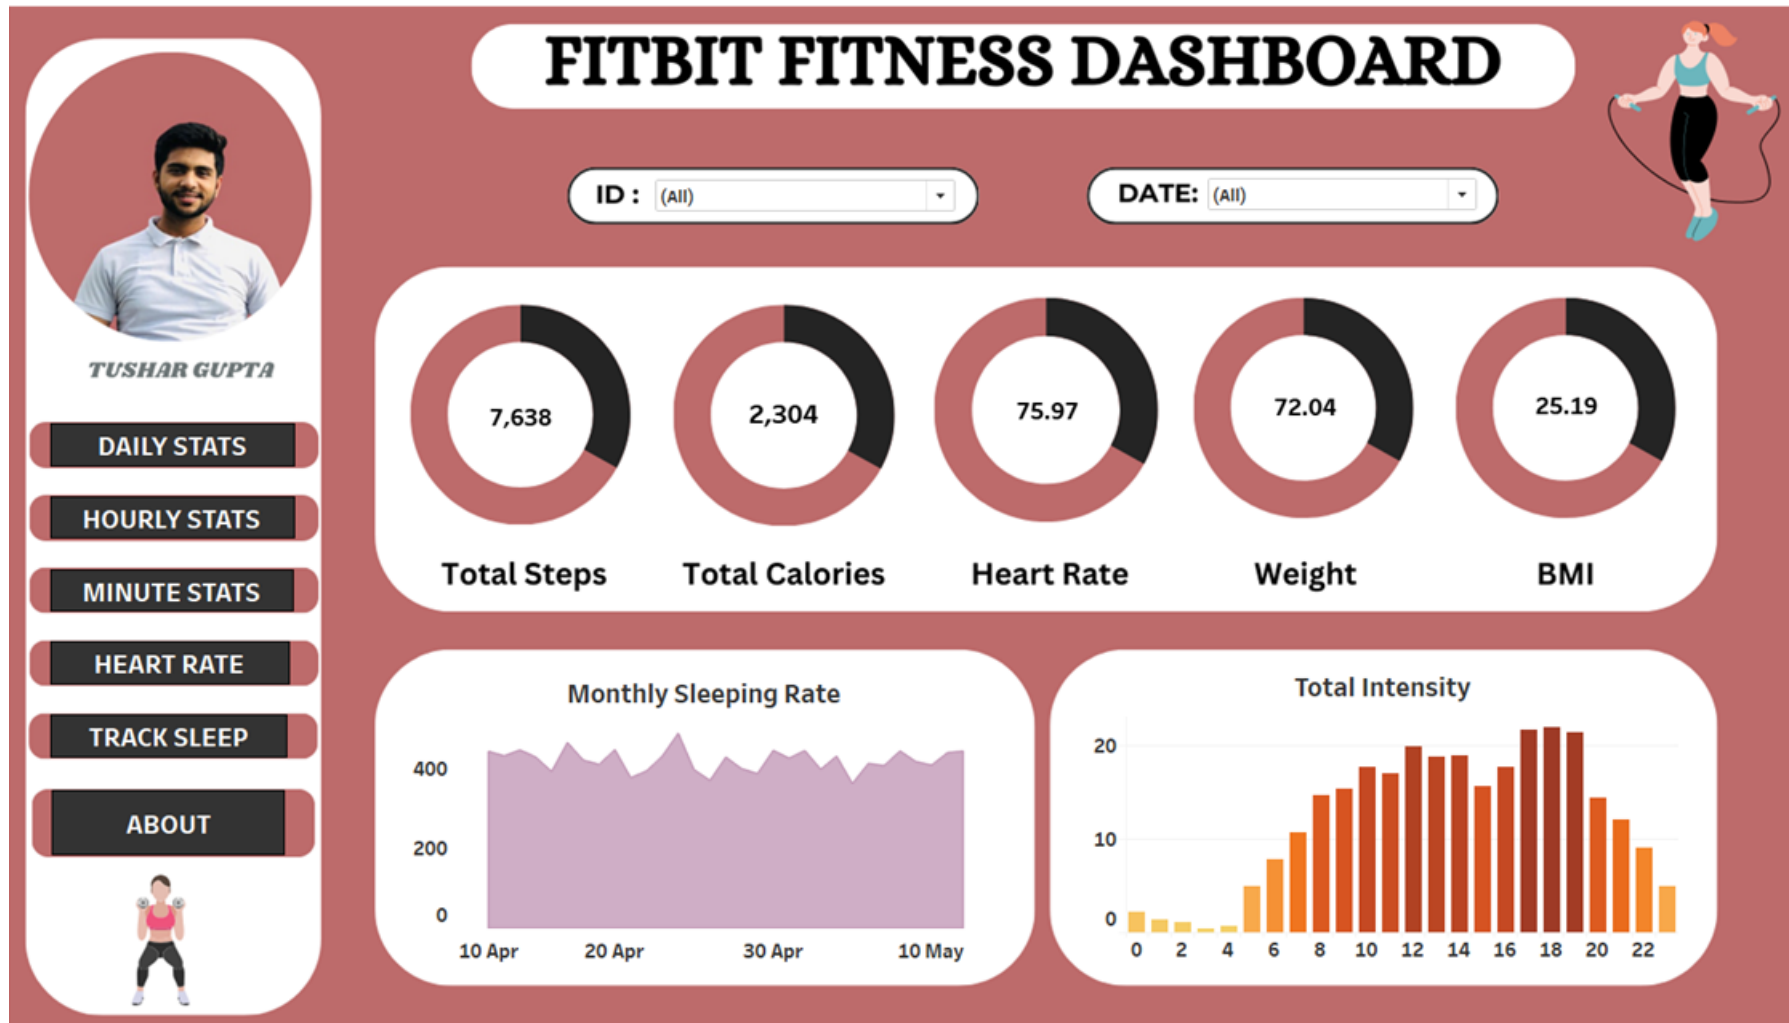 FITBIT FITNESS DASHBOARD
ID : (All)
DATE: (All)
TUSHAR GUPTA
DAILY STATS
HOURLY STATS
MINUTE STATS
HEART RATE
TRACK SLEEP
ABOUT
7,638
2,304
75.97
72.04
25.19
Total Steps
Total Calories
Heart Rate
Weight
BMI
Monthly Sleeping Rate
400
200
0
10 Apr 20 Apr 30 Apr 10 May
Total Intensity
20
10
0
0 2 4 6 8 10 12 14 16 18 20 22